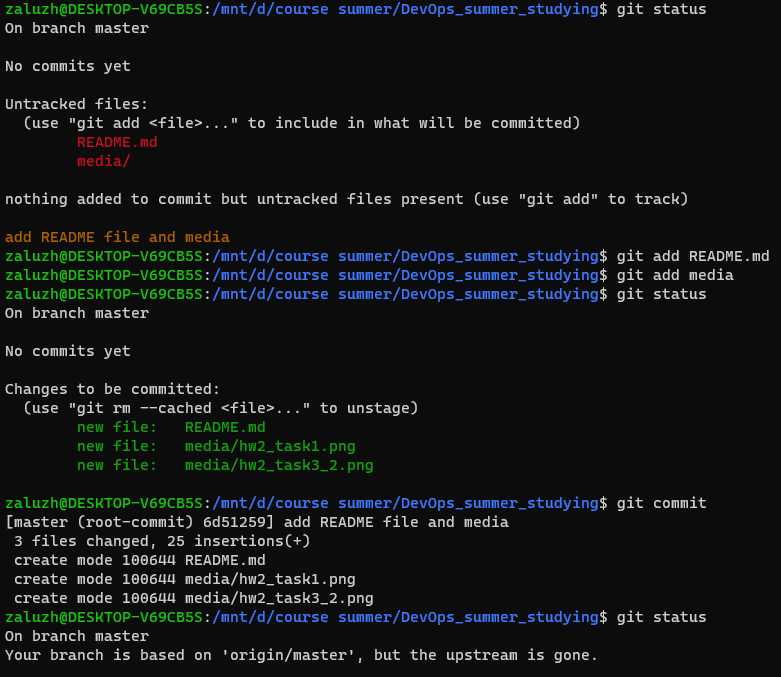 zaluzh@DESKTOP-V69CB5S:/mnt/d/course summer/DevOps_summer_studying$ git status
On branch master

No commits yet

Untracked files:
  (use "git add <file>..." to include in what will be committed)
        README.md
        media/

nothing added to commit but untracked files present (use "git add" to track)

add README file and media
zaluzh@DESKTOP-V69CB5S:/mnt/d/course summer/DevOps_summer_studying$ git add README.md
zaluzh@DESKTOP-V69CB5S:/mnt/d/course summer/DevOps_summer_studying$ git add media
zaluzh@DESKTOP-V69CB5S:/mnt/d/course summer/DevOps_summer_studying$ git status
On branch master

No commits yet

Changes to be committed:
  (use "git rm --cached <file>..." to unstage)
        new file:   README.md
        new file:   media/hw2_task1.png
        new file:   media/hw2_task3_2.png

zaluzh@DESKTOP-V69CB5S:/mnt/d/course summer/DevOps_summer_studying$ git commit
[master (root-commit) 6d51259] add README file and media
 3 files changed, 25 insertions(+)
 create mode 100644 README.md
 create mode 100644 media/hw2_task1.png
 create mode 100644 media/hw2_task3_2.png
zaluzh@DESKTOP-V69CB5S:/mnt/d/course summer/DevOps_summer_studying$ git status
On branch master
Your branch is based on 'origin/master', but the upstream is gone.